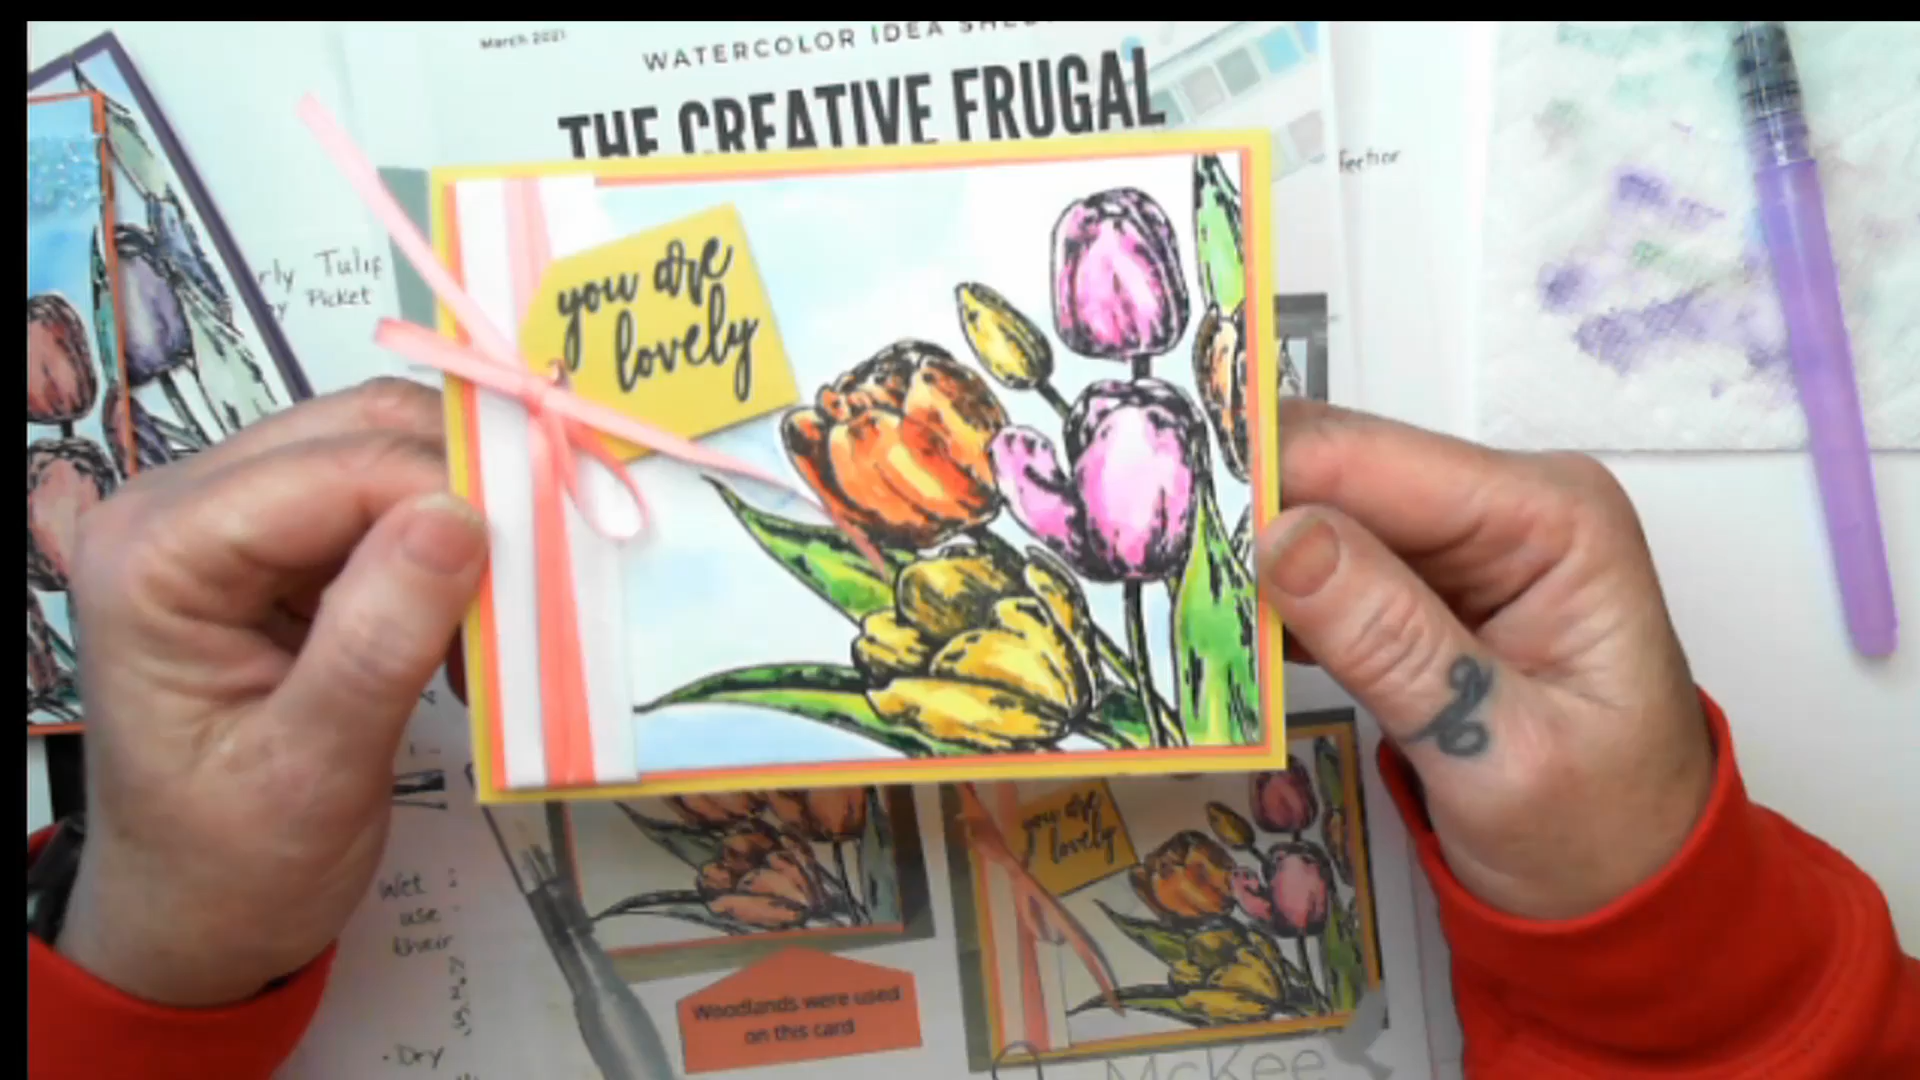 March 2021
WATERCOLOR IDEA
THE CREATIVE FRUGAL
Tulip
Picket
you are
lovely
Wet :
use
their
- Dry
you are
lovely
Woodlands were used
on this card
McKee